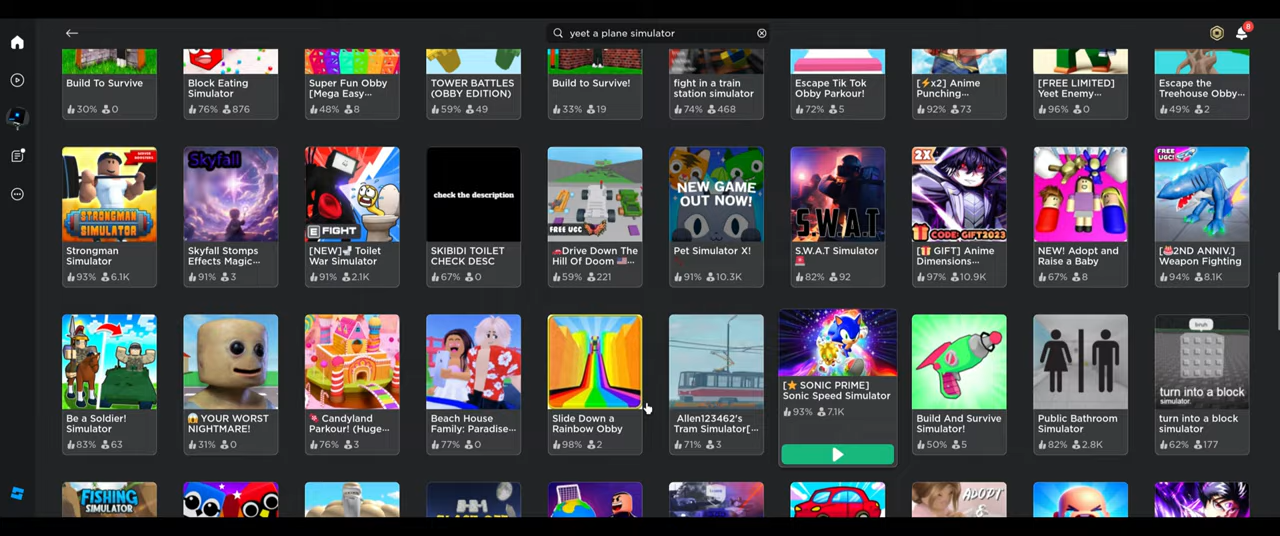 yeet a plane simulator
8
Build To Survive
30% 0
Block Eating
Simulator
76% 876
Super Fun Obby
[Mega Easy...
48% 8
TOWER BATTLES
(OBBY EDITION)
59% 49
Build to Survive!
33% 19
fight in a train
station simulator
74% 468
Escape Tik Tok
Obby Parkour!
72% 5
[⚡x2] Anime
Punching...
92% 73
[FREE LIMITED]
Yeet Enemy...
96% 0
Escape the
Treehouse Obby...
49% 2
STRONGMAN
SIMULATOR
Strongman
Simulator
93% 6.1K
Skyfall
Skyfall Stomps
Effects Magic...
91% 3
E FIGHT
[NEW]🚽 Toilet
War Simulator
91% 2.1K
check the description
SKIBIDI TOILET
CHECK DESC
67% 0
FREE UGC
🚗Drive Down The
Hill Of Doom 🇺🇸...
59% 221
NEW GAME
OUT NOW!
Pet Simulator X!
91% 10.3K
S.W.A.T
S.W.A.T Simulator
🚨
82% 92
2X
CODE: GIFT2023
[🎁 GIFT] Anime
Dimensions...
97% 10.9K
NEW! Adopt and
Raise a Baby
67% 8
FREE
UGC!
[🎂2ND ANNIV.]
Weapon Fighting
94% 8.1K
Be a Soldier!
Simulator
83% 63
😱 YOUR WORST
NIGHTMARE!
31% 0
Candyland
Parkour! (Huge...
76% 3
Beach House
Family: Paradise...
77% 0
Slide Down a
Rainbow Obby
98% 2
Allen123462's
Tram Simulator[...
71% 3
[⭐ SONIC PRIME]
Sonic Speed Simulator
93% 7.1K
Build And Survive
Simulator!
50% 5
Public Bathroom
Simulator
82% 2.8K
bruh
turn into a block
simulator
turn into a block
simulator
62% 177
FISHING
SIMULATOR
ADOPT